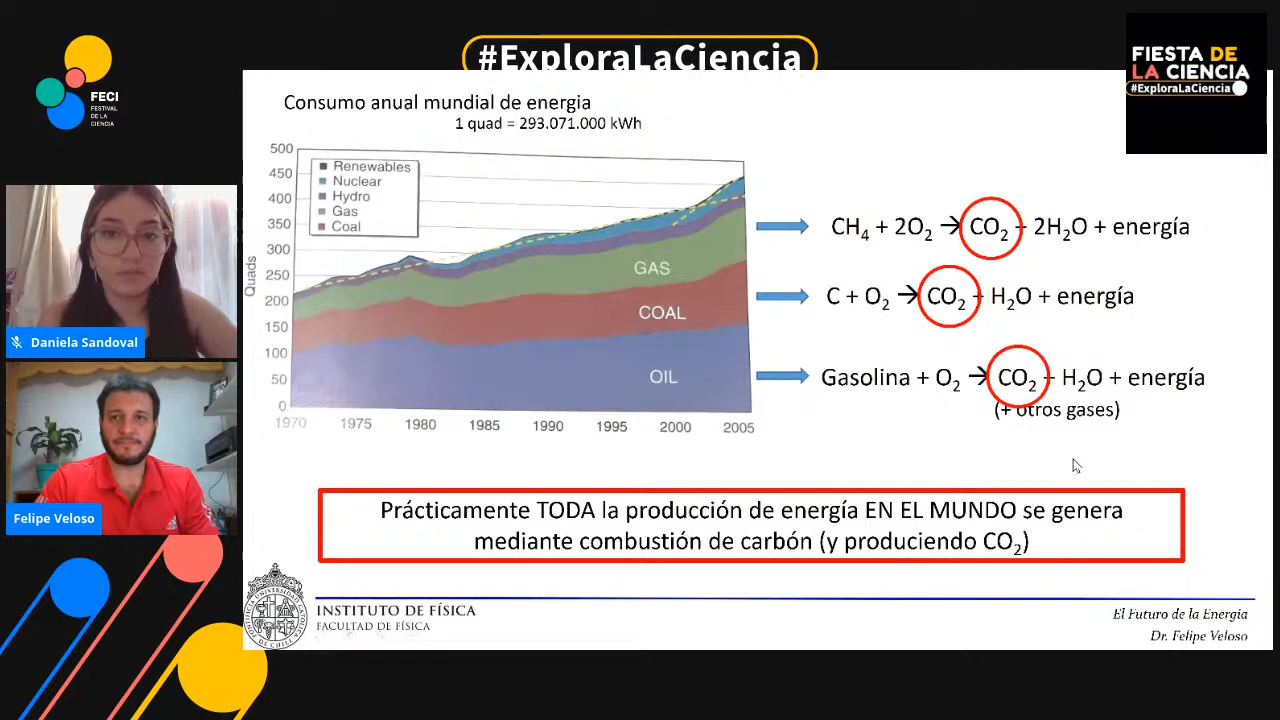 #ExploraLaCiencia
FECI
FESTIVAL
DE LA
CIENCIA
FIESTA DE
LA CIENCIA
#ExploraLaCiencia
Consumo anual mundial de energia
1 quad = 293.071.000 kWh
500
450
400
350
300
250
200
150
100
50
0
Quads
Renewables
Nuclear
Hydro
Gas
Coal
GAS
COAL
OIL
1970 1975 1980 1985 1990 1995 2000 2005
CH₄ + 2O₂ → CO₂ + 2H₂O + energía
C + O₂ → CO₂ + H₂O + energía
Gasolina + O₂ → CO₂ + H₂O + energía
(+ otros gases)
Daniela Sandoval
Felipe Veloso
Prácticamente TODA la producción de energía EN EL MUNDO se genera
mediante combustión de carbón (y produciendo CO₂)
INSTITUTO DE FÍSICA
FACULTAD DE FÍSICA
El Futuro de la Energia
Dr. Felipe Veloso